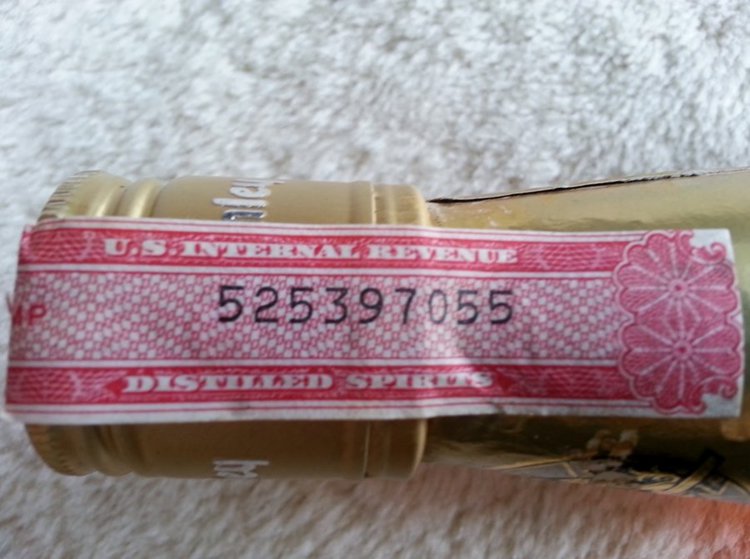 U.S. INTERNAL REVENUE
525397055
DISTILLED SPIRITS